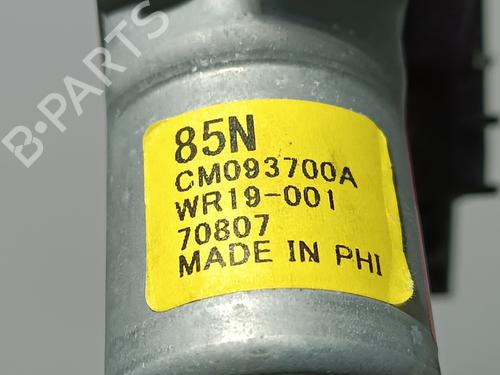 B-PARTS
85N
CM093700A
WR19-001
70807
MADE IN PHI